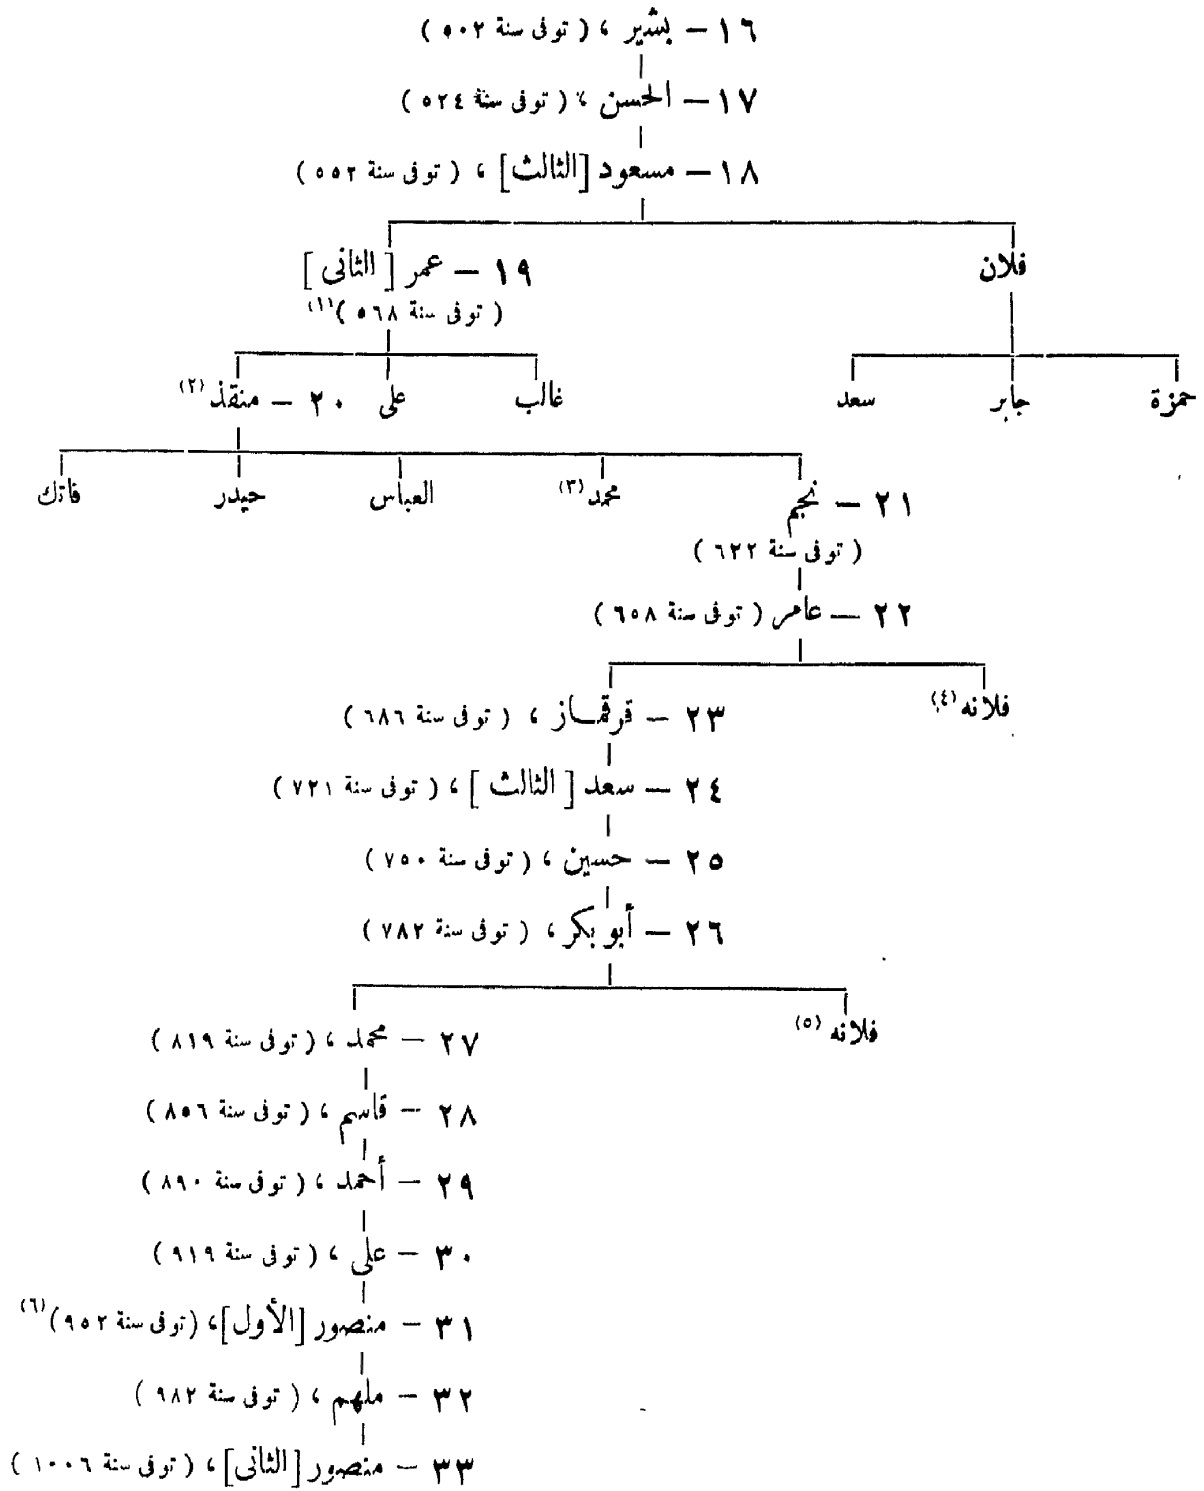 ١٦ — بشير ، ( توفى سنة ٥٠٢ )
١٧ — الحسن ، ( توفى سنة ٥٢٤ )
١٨ — مسعود [ الثالث ] ، ( توفى سنة ٥٥٢ )
فلان
١٩ — عمر [ الثانى ]
( توفى سنة ٥٦٨ )(١)
حمزة
جابر
سعد
غالب
على
٢٠ — منقذ (٢)
٢١ — نجم
( توفى سنة ٦٢٢ )
محمد (٣)
العباس
حيدر
فاتك
٢٢ — عامر ( توفى سنة ٦٥٨ )
فلانه (٤)
٢٣ — قرقماز ، ( توفى سنة ٦٨٦ )
٢٤ — سعد [ الثالث ] ، ( توفى سنة ٧٢١ )
٢٥ — حسين ، ( توفى سنة ٧٥٠ )
٢٦ — أبو بكر ، ( توفى سنة ٧٨٢ )
فلانه (٥)
٢٧ — محمد ، ( توفى سنة ٨١٩ )
٢٨ — قاسم ، ( توفى سنة ٨٥٦ )
٢٩ — أحمد ، ( توفى سنة ٨٩٠ )
٣٠ — على ، ( توفى سنة ٩١٩ )
٣١ — منصور [الأول] ، ( توفى سنة ٩٥٢ )(٦)
٣٢ — ملهم ، ( توفى سنة ٩٨٢ )
٣٣ — منصور [ الثانى ] ، ( توفى سنة ١٠٠٦ )